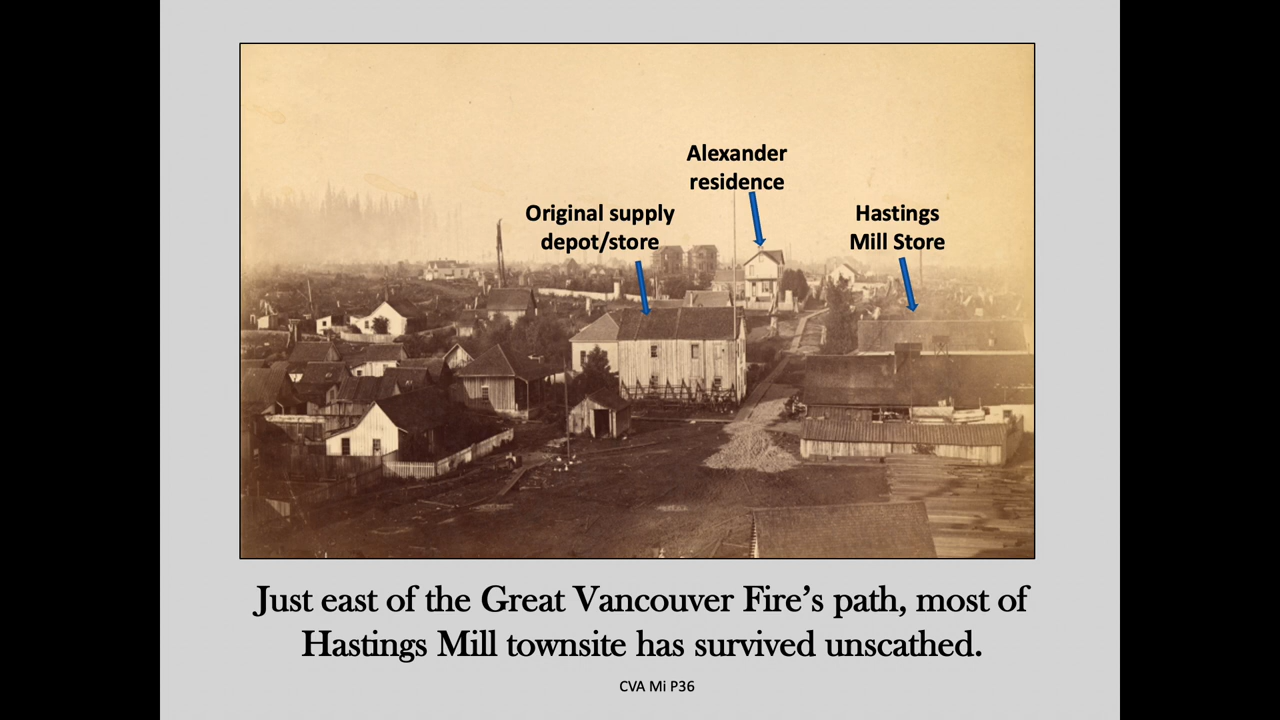 Alexander
residence
Original supply
depot/store
Hastings
Mill Store
Just east of the Great Vancouver Fire’s path, most of
Hastings Mill townsite has survived unscathed.
CVA Mi P36